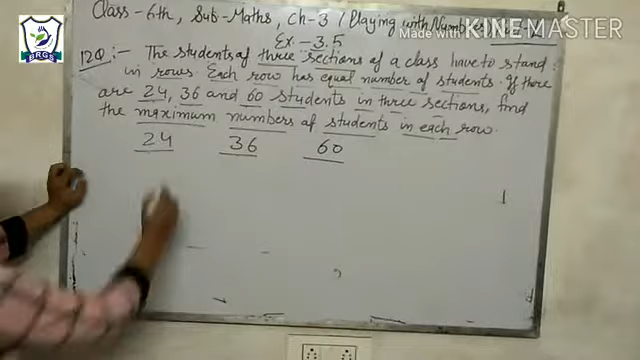 Class-6th, Sub-Maths, Ch-3 / Playing with Number
Made with KINEMASTER
Ex-3.5
12Q:- The students of three sections of a class have to stand
in rows. Each row has equal number of students. If there
are 24, 36 and 60 students in three sections, find
the maximum numbers of students in each row.
24 36 60
BRGS